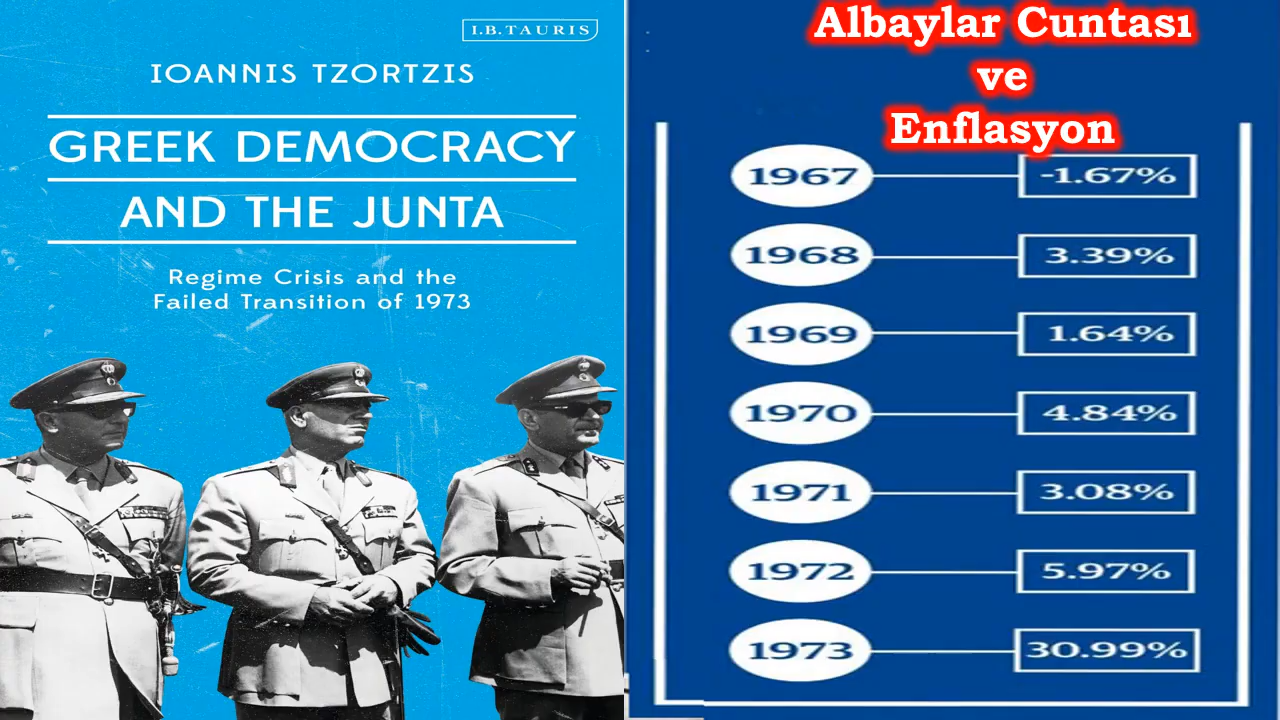 I.B.TAURIS
IOANNIS TZORTZIS
GREEK DEMOCRACY
AND THE JUNTA
Regime Crisis and the
Failed Transition of 1973
Albaylar Cuntası
ve
Enflasyon
1967 -1.67%
1968 3.39%
1969 1.64%
1970 4.84%
1971 3.08%
1972 5.97%
1973 30.99%